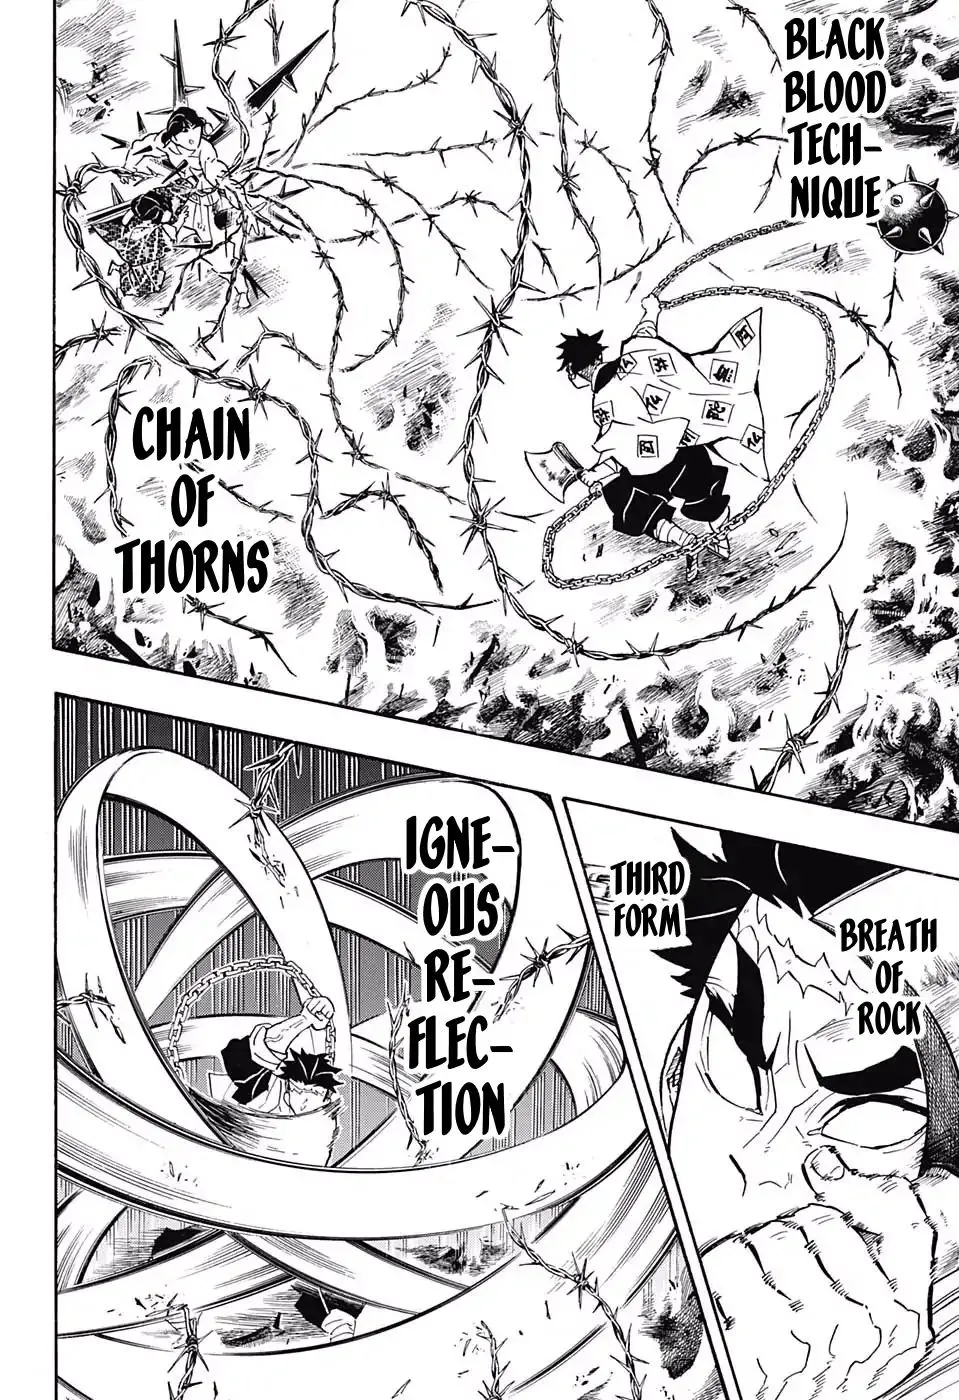 BLACK
BLOOD
TECH-
NIQUE
CHAIN
OF
THORNS
BREATH
OF
ROCK
THIRD
FORM
IGNE-
OUS
RE-
FLEC-
TION